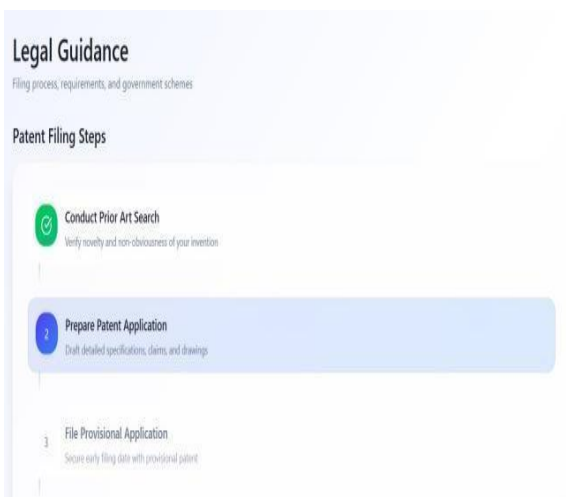 Legal Guidance
Filing process, requirements, and government schemes
Patent Filing Steps
Conduct Prior Art Search
Verify novelty and non-obviousness of your invention
2
Prepare Patent Application
Draft detailed specifications, claims, and drawings
3
File Provisional Application
Secure early filing date with provisional patent